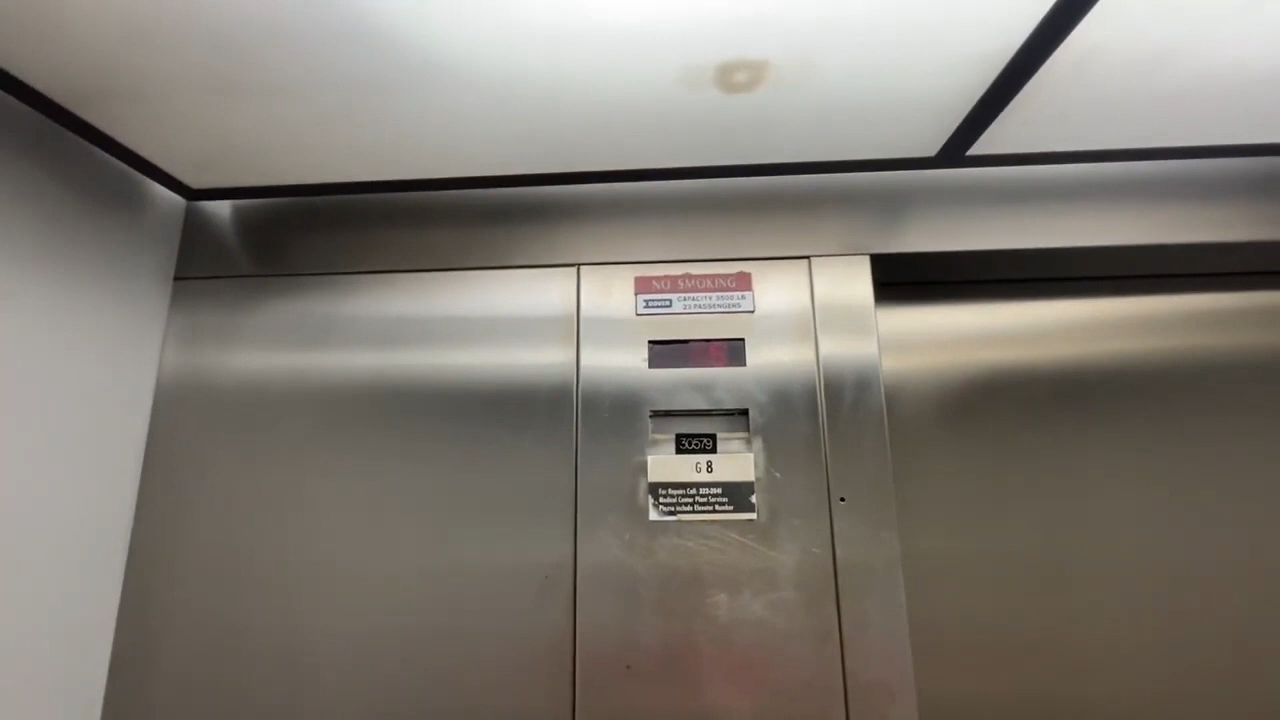 NO SMOKING
DOVER CAPACITY 3500 LB
23 PASSENGERS
30579
G 8
For Repairs Call: 323-2041
Medical Center Plant Services
Please include Elevator Number